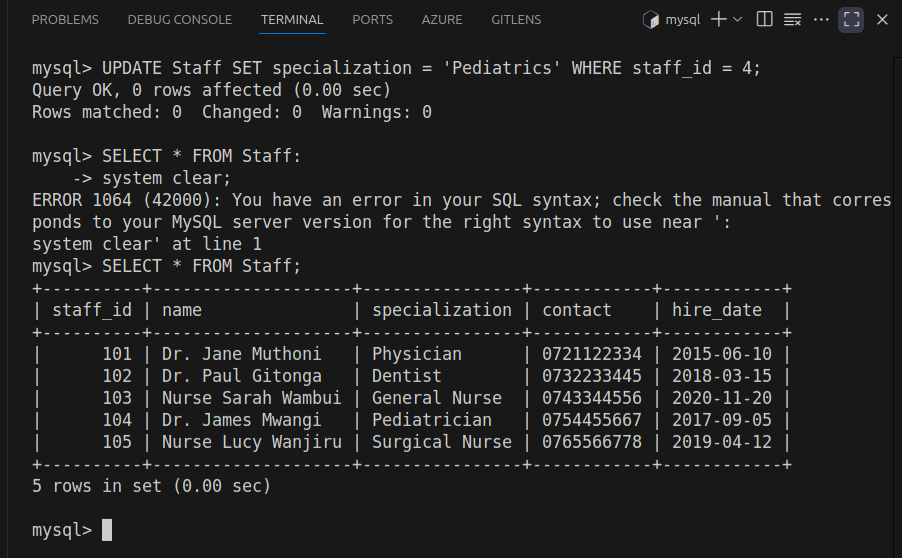 PROBLEMS DEBUG CONSOLE TERMINAL PORTS AZURE GITLENS mysql
mysql> UPDATE Staff SET specialization = 'Pediatrics' WHERE staff_id = 4;
Query OK, 0 rows affected (0.00 sec)
Rows matched: 0  Changed: 0  Warnings: 0
mysql> SELECT * FROM Staff:
    -> system clear;
ERROR 1064 (42000): You have an error in your SQL syntax; check the manual that corres
ponds to your MySQL server version for the right syntax to use near ':
system clear' at line 1
mysql> SELECT * FROM Staff;
+----------+--------------------+----------------+------------+------------+
| staff_id | name               | specialization | contact    | hire_date  |
+----------+--------------------+----------------+------------+------------+
|      101 | Dr. Jane Muthoni   | Physician      | 0721122334 | 2015-06-10 |
|      102 | Dr. Paul Gitonga   | Dentist        | 0732233445 | 2018-03-15 |
|      103 | Nurse Sarah Wambui | General Nurse  | 0743344556 | 2020-11-20 |
|      104 | Dr. James Mwangi   | Pediatrician   | 0754455667 | 2017-09-05 |
|      105 | Nurse Lucy Wanjiru | Surgical Nurse | 0765566778 | 2019-04-12 |
+----------+--------------------+----------------+------------+------------+
5 rows in set (0.00 sec)
mysql>